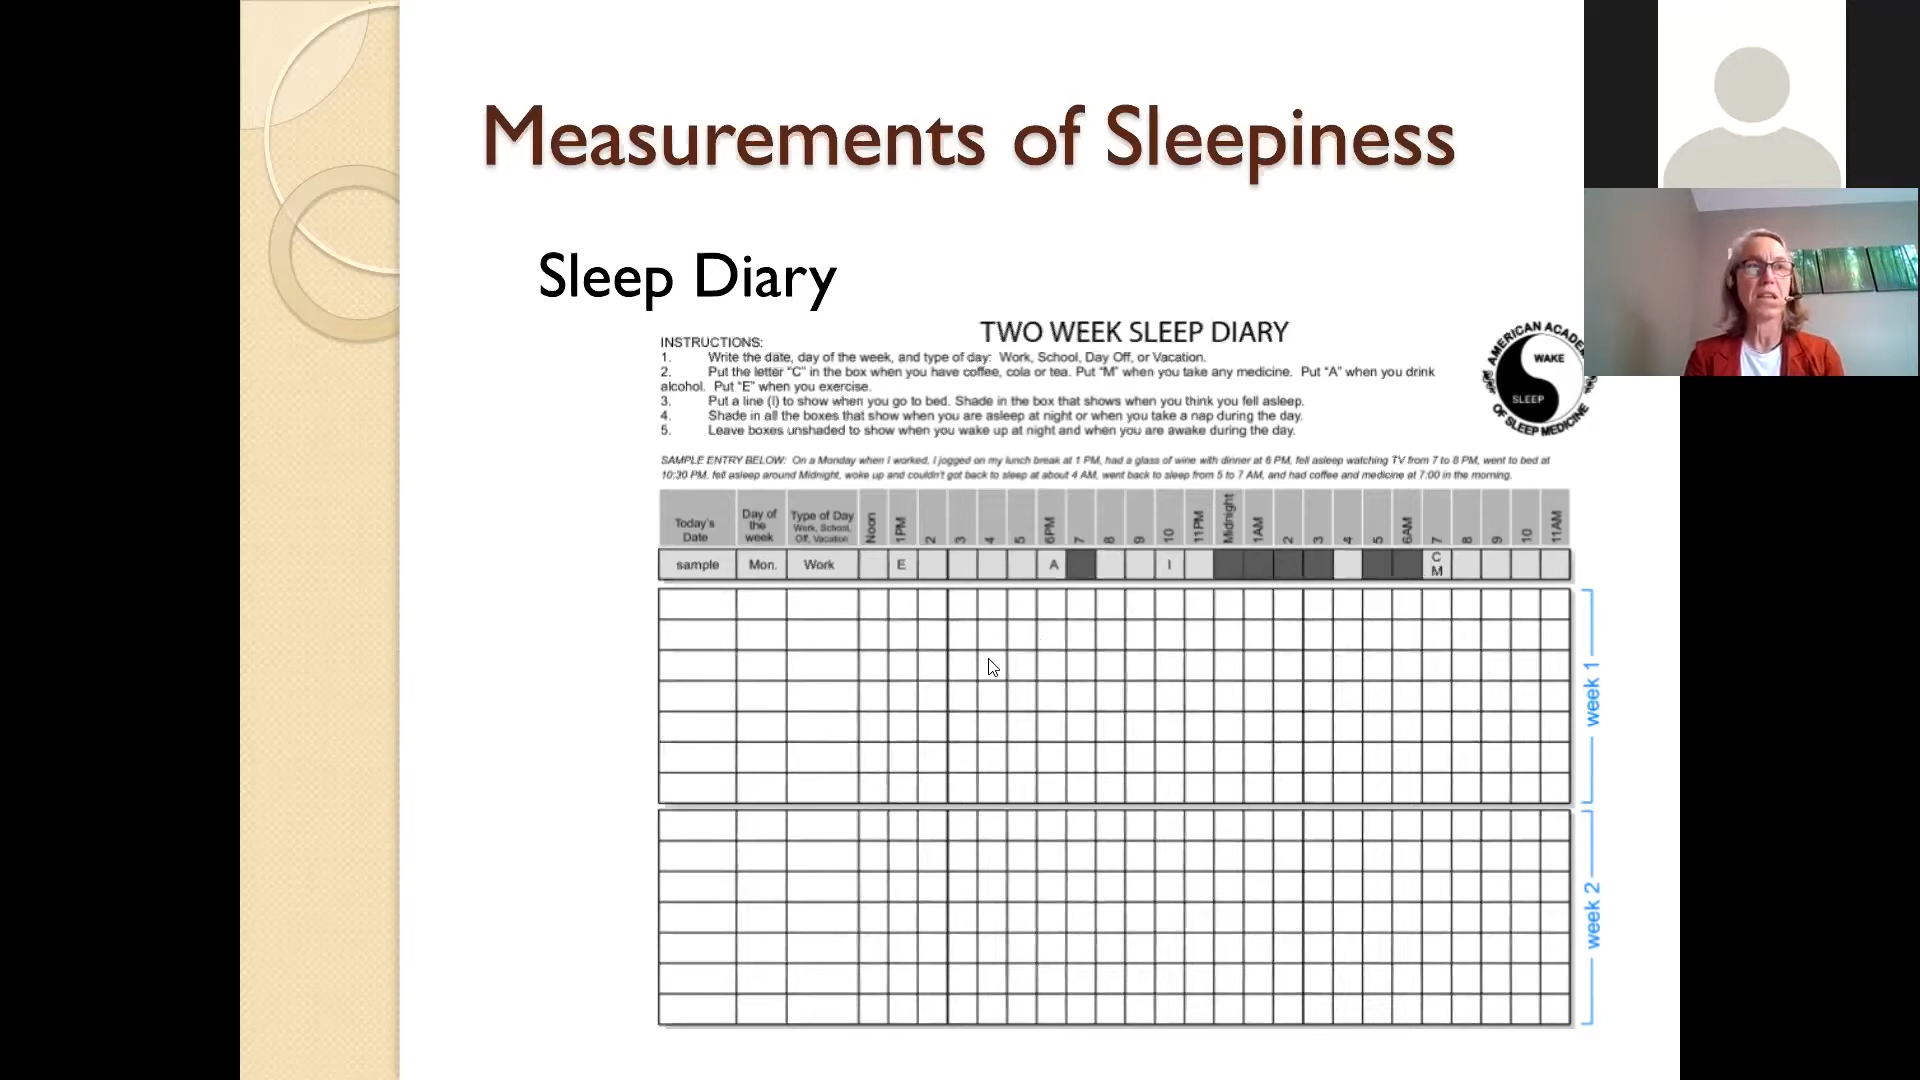 Measurements of Sleepiness
Sleep Diary
TWO WEEK SLEEP DIARY
INSTRUCTIONS:
1. Write the date, day of the week, and type of day: Work, School, Day Off, or Vacation.
2. Put the letter "C" in the box when you have coffee, cola or tea. Put "M" when you take any medicine. Put "A" when you drink
alcohol. Put "E" when you exercise.
3. Put a line (l) to show when you go to bed. Shade in the box that shows when you think you fell asleep.
4. Shade in all the boxes that show when you are asleep at night or when you take a nap during the day.
5. Leave boxes unshaded to show when you wake up at night and when you are awake during the day.
AMERICAN ACADE
OF SLEEP MEDICINE
WAKE
SLEEP
SAMPLE ENTRY BELOW: On a Monday when I worked, I jogged on my lunch break at 1 PM, had a glass of wine with dinner at 6 PM, fell asleep watching TV from 7 to 8 PM, went to bed at
10:30 PM, fell asleep around Midnight, woke up and couldn't got back to sleep at about 4 AM, went back to sleep from 5 to 7 AM, and had coffee and medicine at 7:00 in the morning.
Today's Date Day of the week Type of Day Work, School, Off, Vacation Noon 1PM 2 3 4 5 6PM 7 8 9 10 11PM Midnight 1AM 2 3 4 5 6AM 7 8 9 10 11AM
sample Mon. Work E A I C M
week 1
week 2